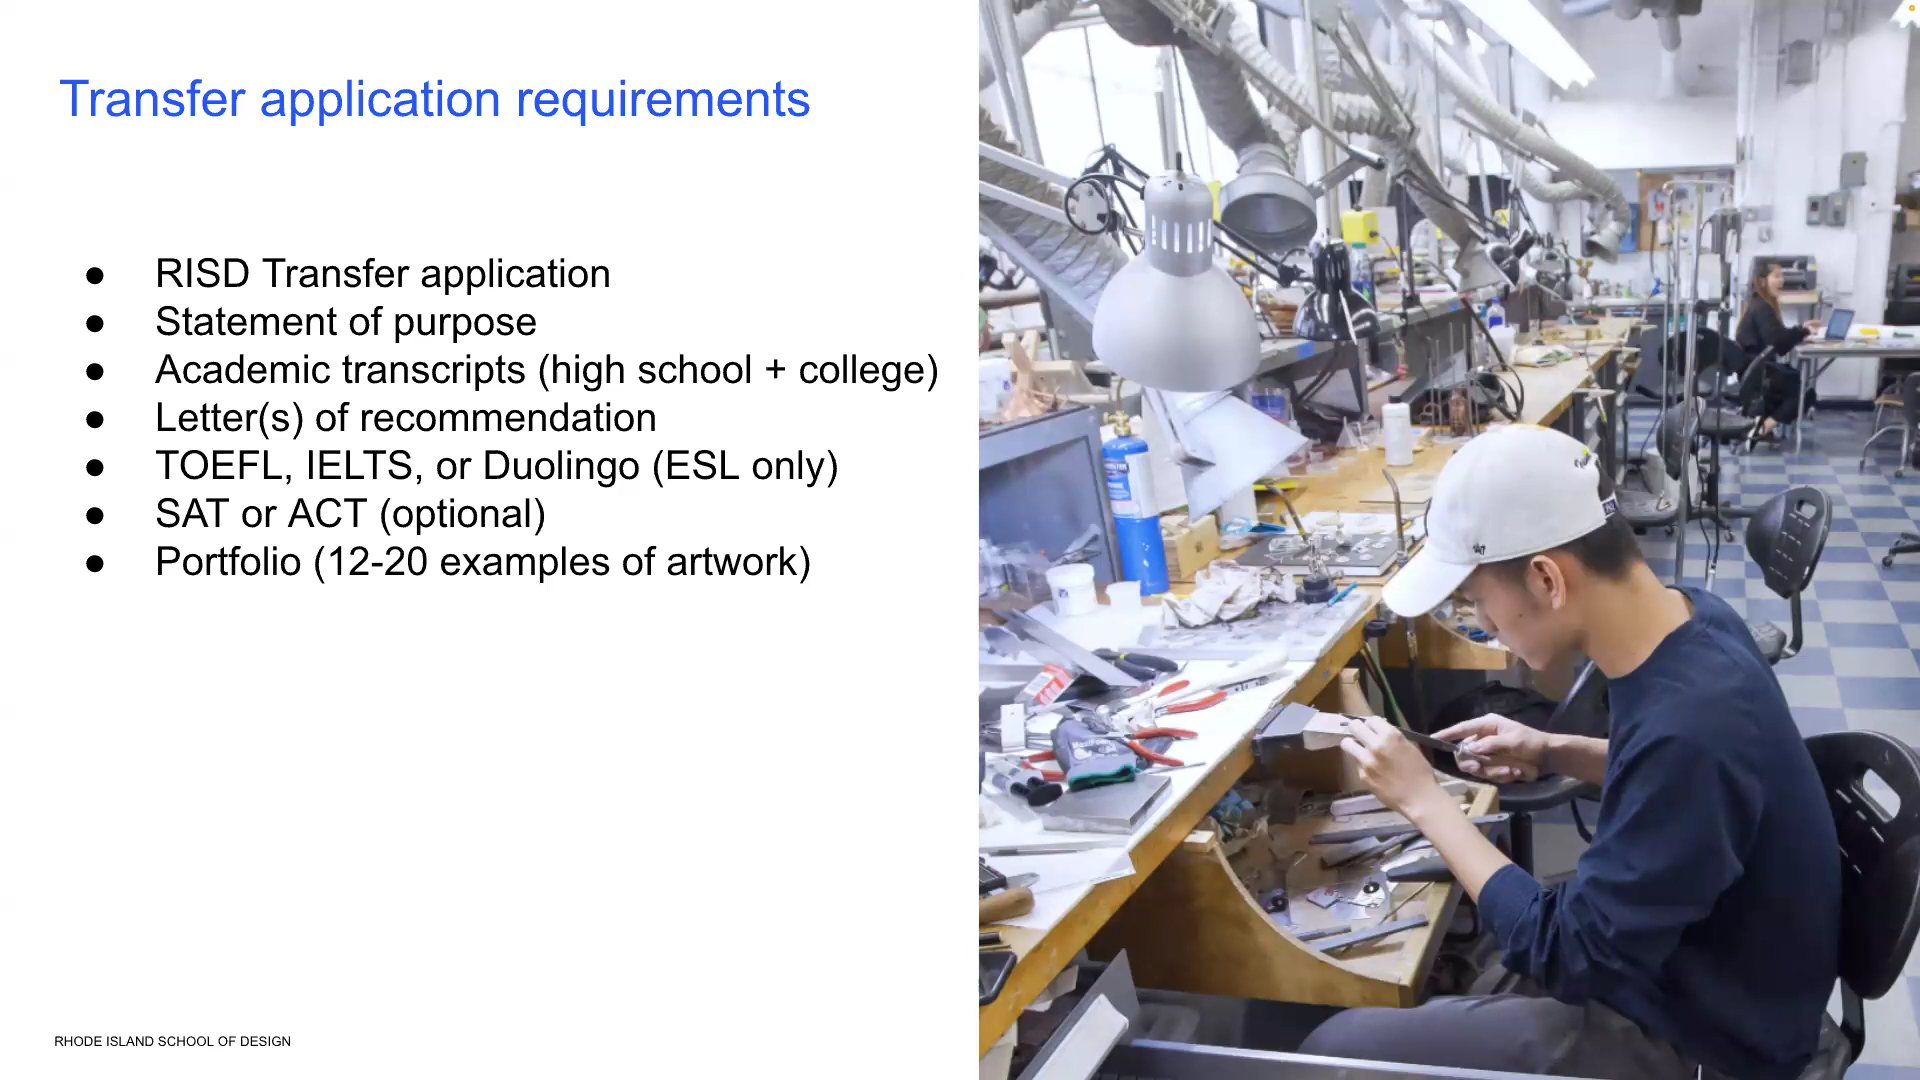 Transfer application requirements
● RISD Transfer application
● Statement of purpose
● Academic transcripts (high school + college)
● Letter(s) of recommendation
● TOEFL, IELTS, or Duolingo (ESL only)
● SAT or ACT (optional)
● Portfolio (12-20 examples of artwork)
RHODE ISLAND SCHOOL OF DESIGN
'47